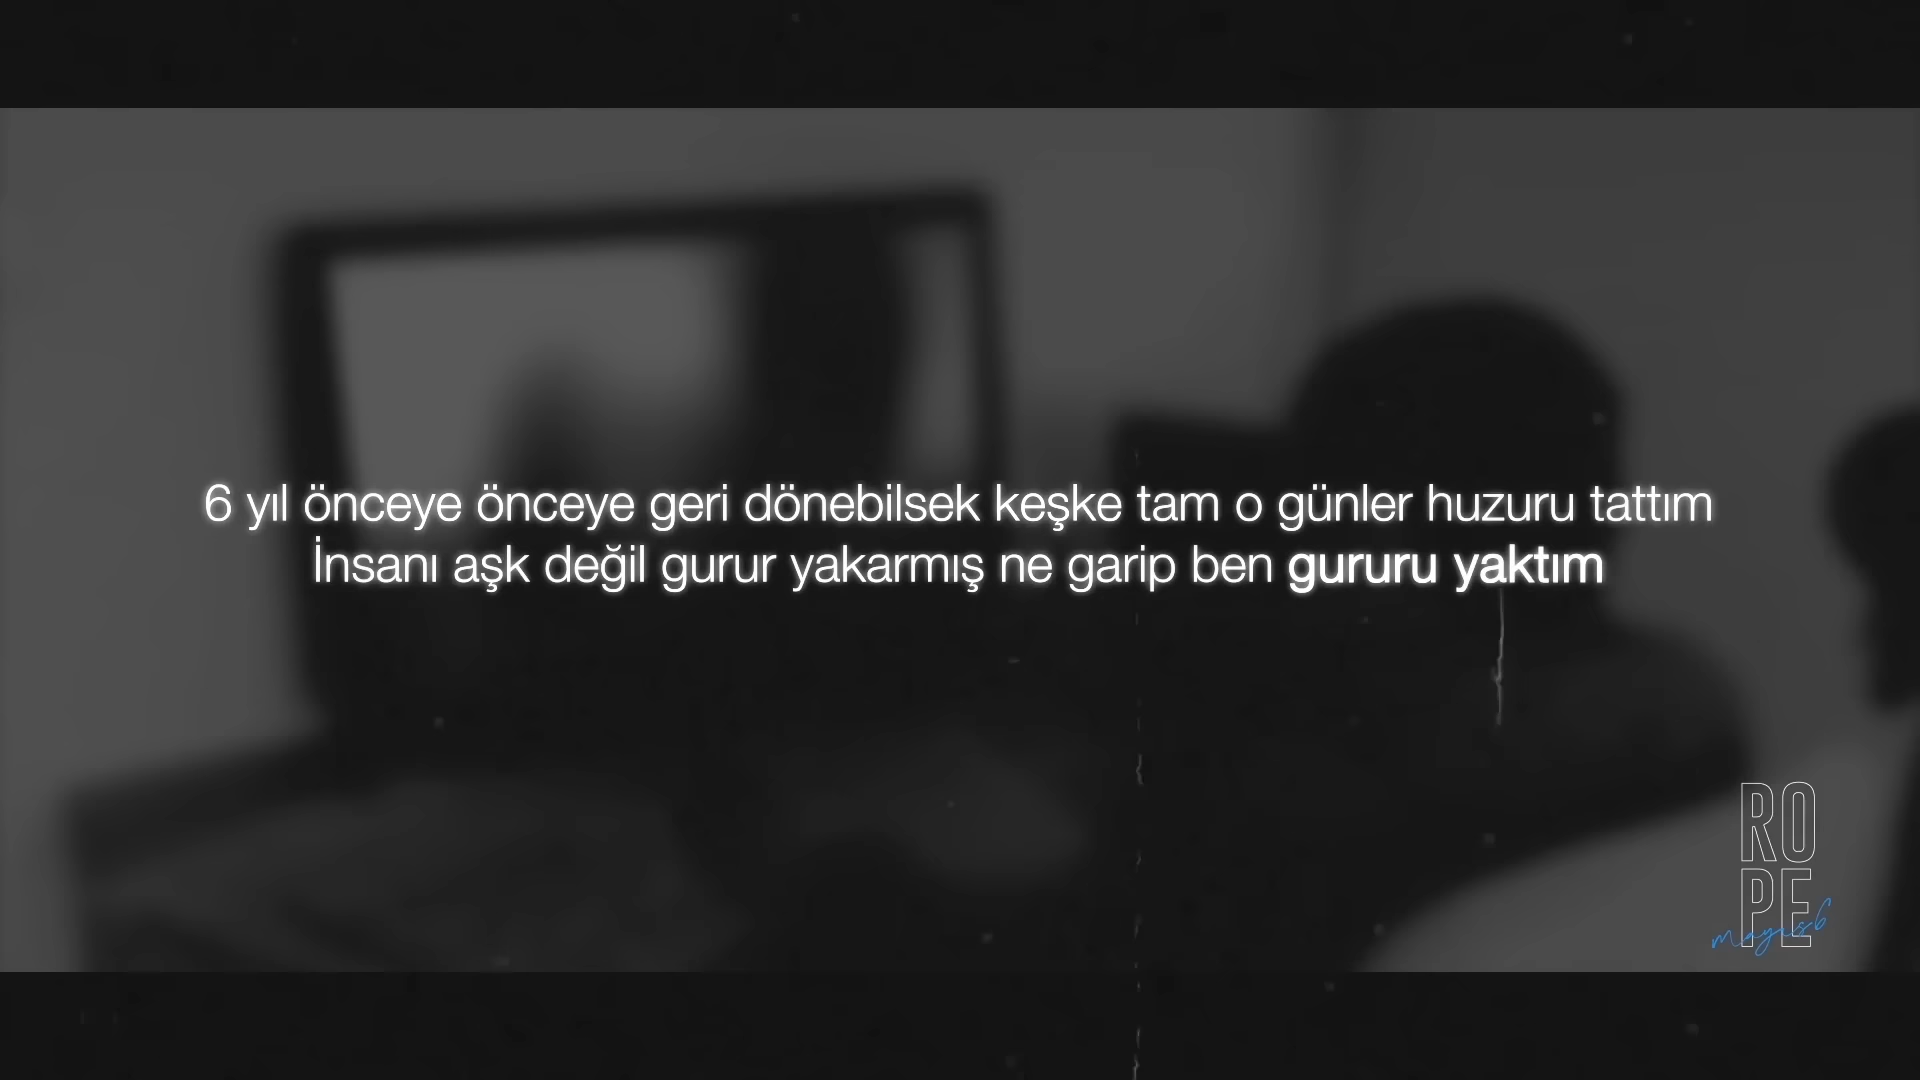 6 yıl önceye önceye geri dönebilsek keşke tam o günler huzuru tattım
İnsanı aşk değil gurur yakarmış ne garip ben gururu yaktım
RO
PE
mayıs6